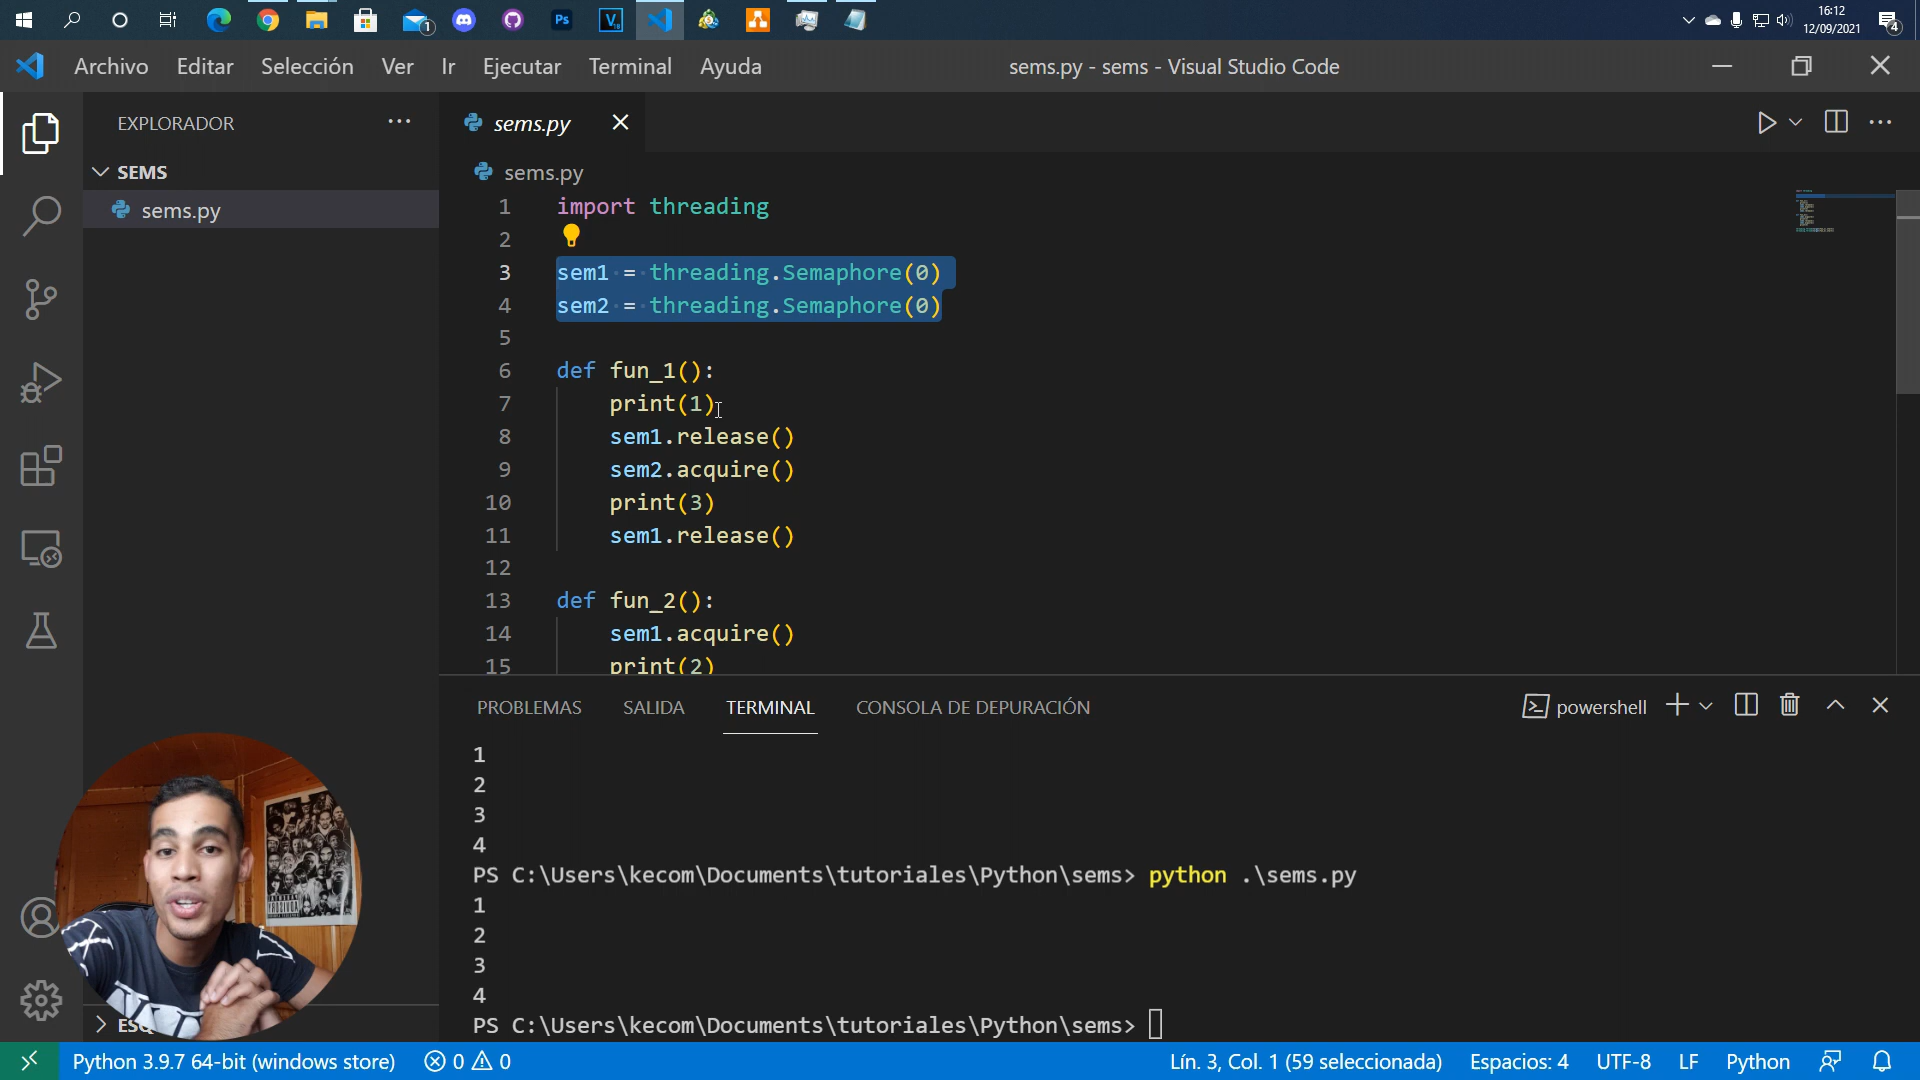 1
Ps
V
16:12
12/09/2021
4
Archivo Editar Selección Ver Ir Ejecutar Terminal Ayuda
sems.py - sems - Visual Studio Code
EXPLORADOR
SEMS
sems.py
sems.py
sems.py
1 import threading
2
3 sem1 = threading.Semaphore(0)
4 sem2 = threading.Semaphore(0)
5
6 def fun_1():
7 print(1)
8 sem1.release()
9 sem2.acquire()
10 print(3)
11 sem1.release()
12
13 def fun_2():
14 sem1.acquire()
15 print(2)
PROBLEMAS SALIDA TERMINAL CONSOLA DE DEPURACIÓN
powershell
1
2
3
4
PS C:\Users\kecom\Documents\tutoriales\Python\sems> python .\sems.py
1
2
3
4
PS C:\Users\kecom\Documents\tutoriales\Python\sems>
Python 3.9.7 64-bit (windows store) 0 0
Lín. 3, Col. 1 (59 seleccionada) Espacios: 4 UTF-8 LF Python